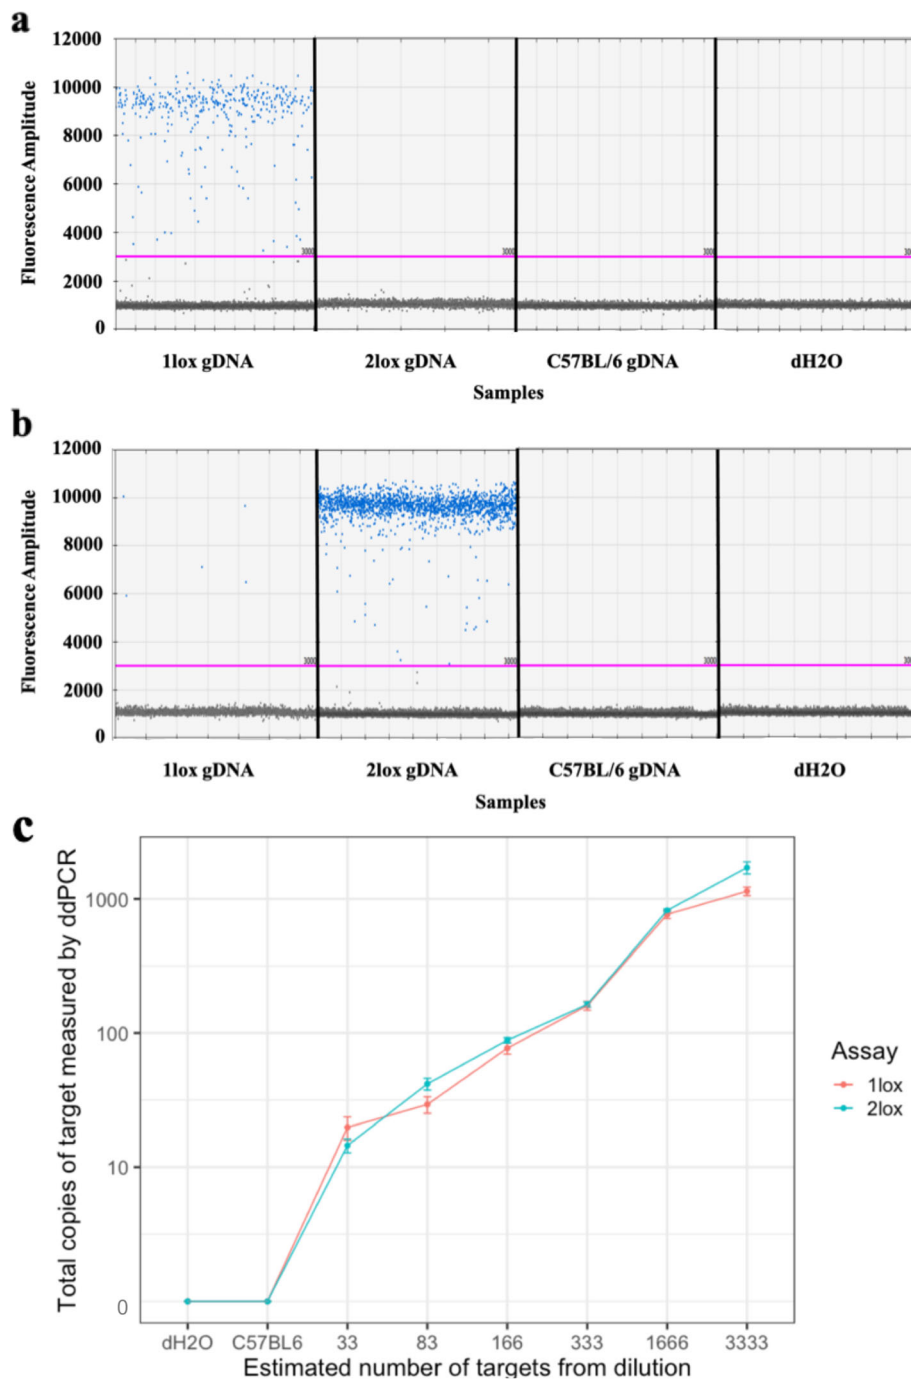 a
12000
10000
8000
6000
4000
2000
0
Fluorescence Amplitude
1lox gDNA 2lox gDNA C57BL/6 gDNA dH2O
Samples
b
12000
10000
8000
6000
4000
2000
0
Fluorescence Amplitude
1lox gDNA 2lox gDNA C57BL/6 gDNA dH2O
Samples
c
Total copies of target measured by ddPCR
1000
100
10
0
dH2O C57BL6 33 83 166 333 1666 3333
Estimated number of targets from dilution
Assay
1lox
2lox